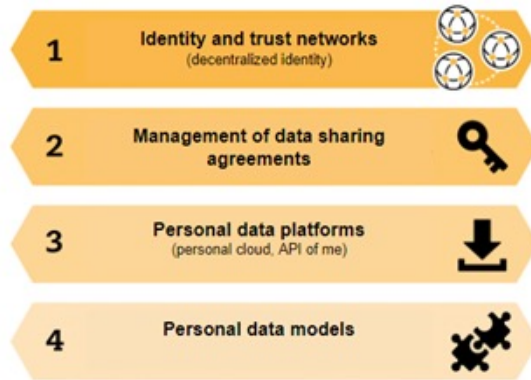 1
Identity and trust networks
(decentralized identity)
2
Management of data sharing
agreements
3
Personal data platforms
(personal cloud, API of me)
4
Personal data models